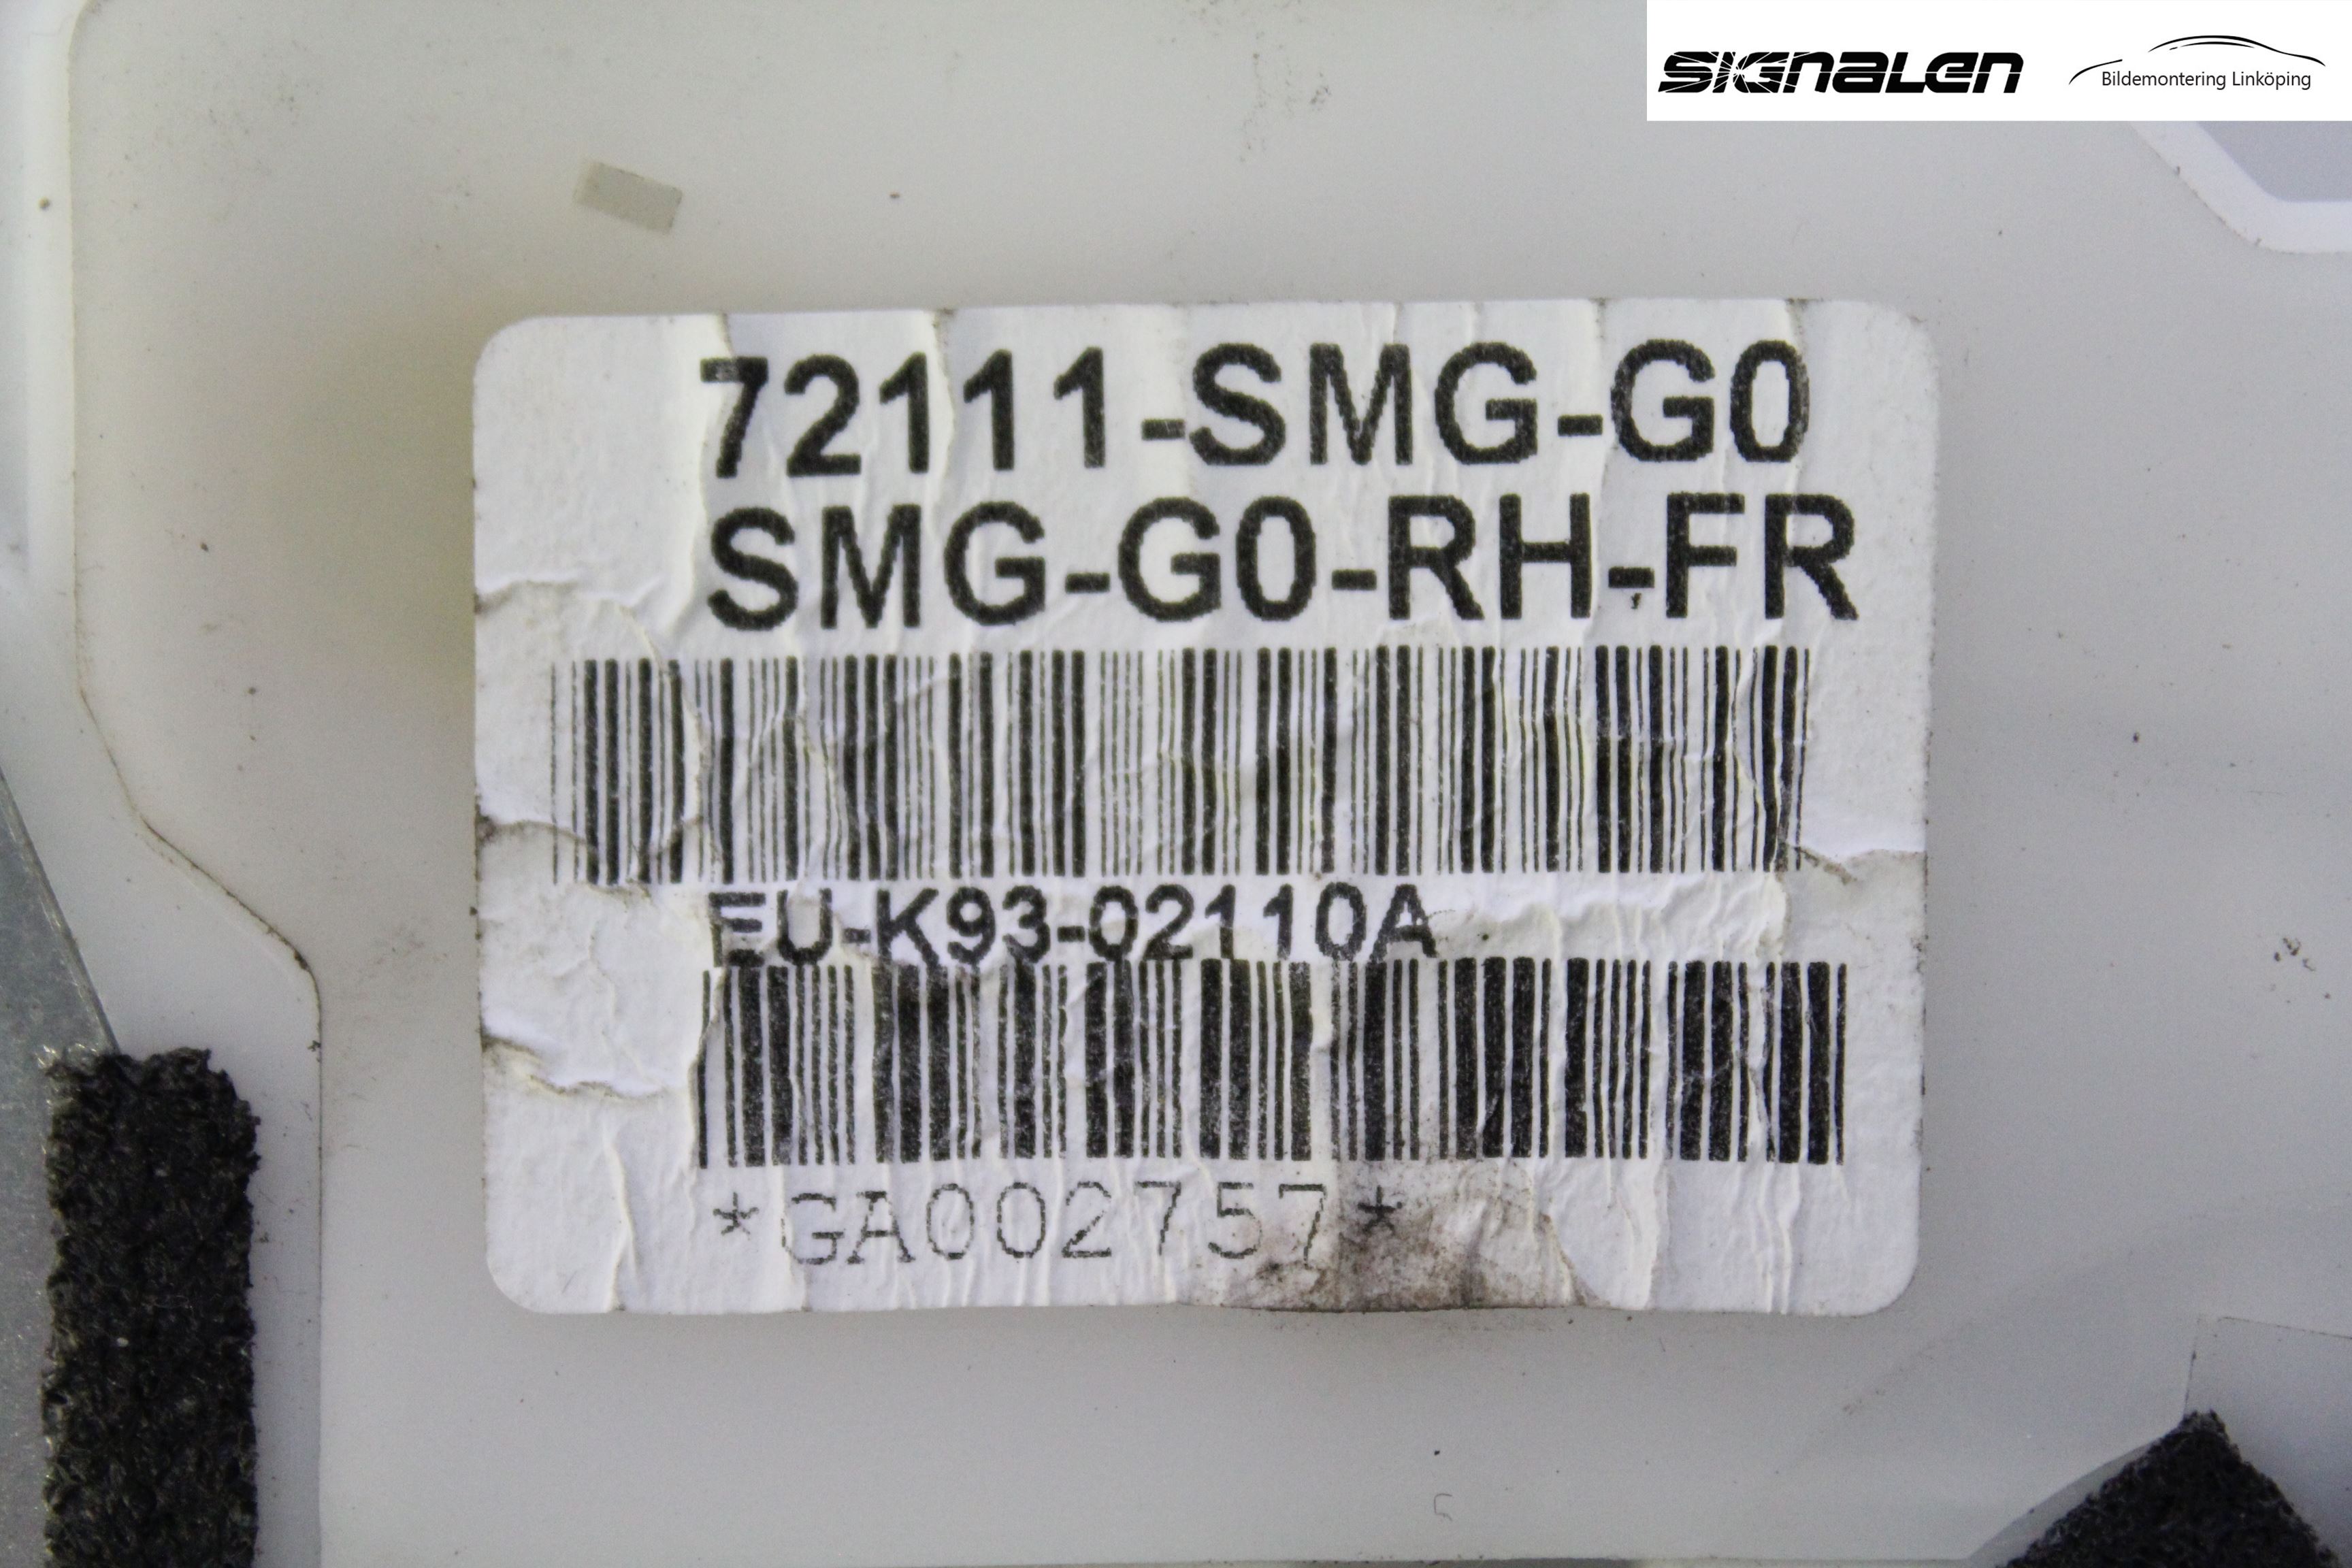 SIGNALEN
Bildemontering Linköping
72111-SMG-G0
SMG-G0-RH-FR
EU-K93-02110A
*GA002757*